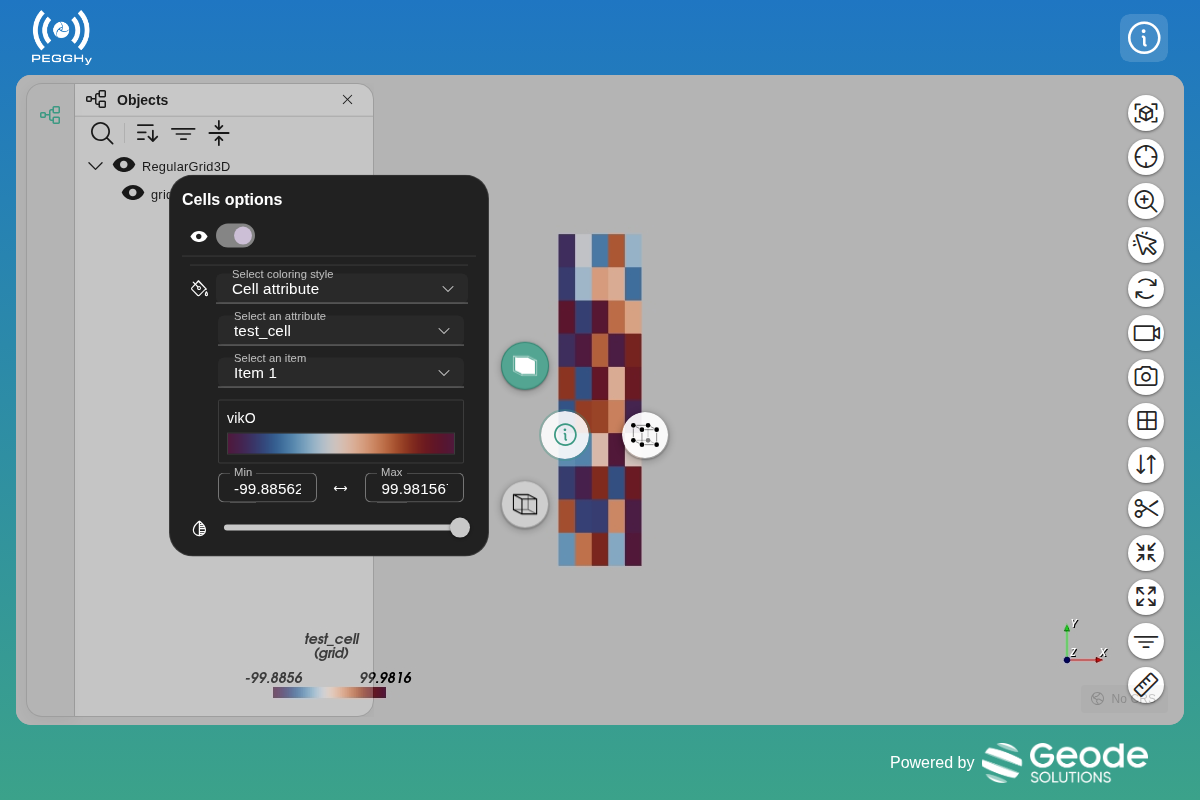 PEGGHy
Objects
RegularGrid3D
grid
Cells options
Select coloring style
Cell attribute
Select an attribute
test_cell
Select an item
Item 1
vikO
Min
-99.88562
Max
99.98156
test_cell
(grid)
-99.8856
99.9816
Y
Z
X
No CRS
Powered by
Geode
SOLUTIONS